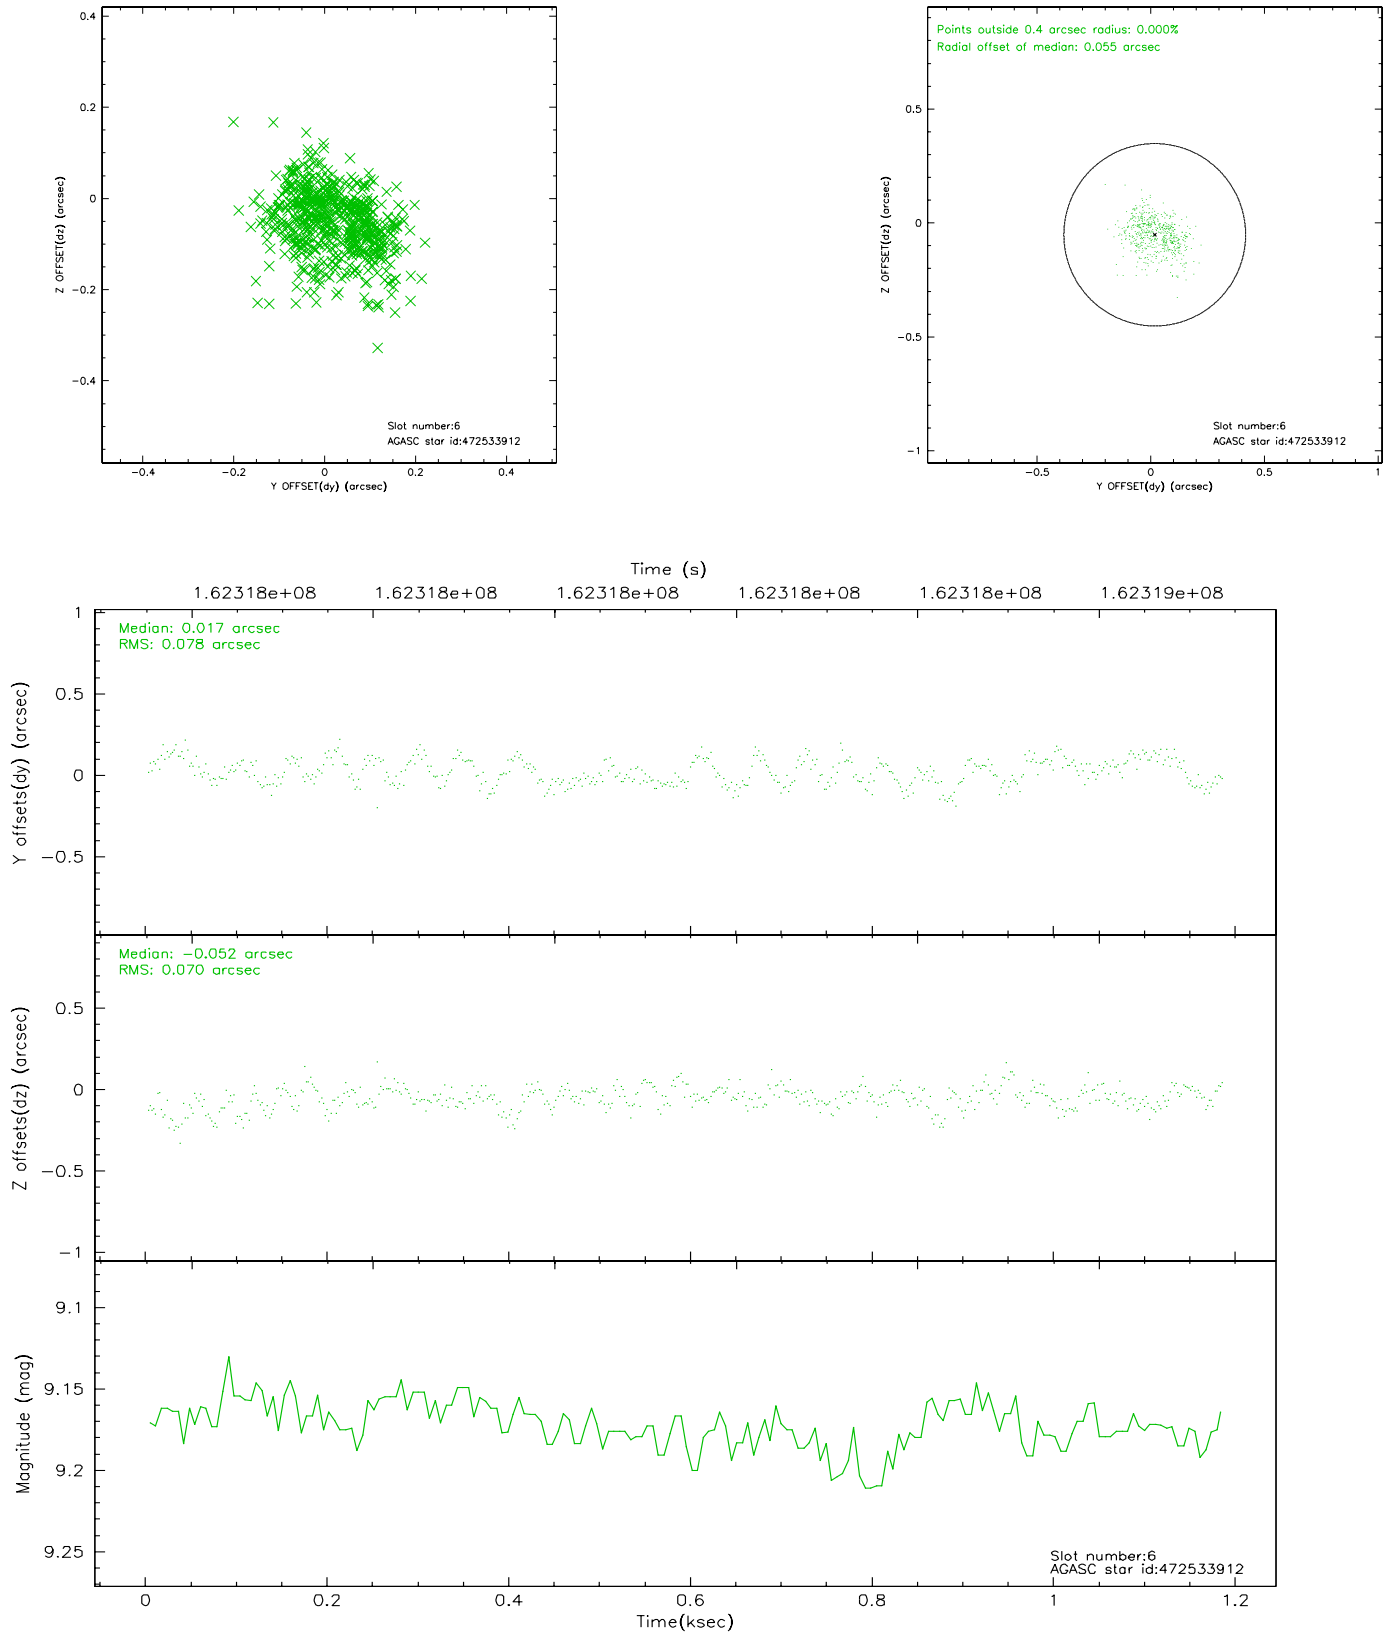 0.4
0.2
0
−0.2
−0.4
Z OFFSET(dz) (arcsec)
Slot number:6
AGASC star id:472533912
−0.4 −0.2 0 0.2 0.4
Y OFFSET(dy) (arcsec)
Points outside 0.4 arcsec radius: 0.000%
Radial offset of median: 0.055 arcsec
0.5
0
−0.5
−1
Z OFFSET(dz) (arcsec)
Slot number:6
AGASC star id:472533912
−0.5 0 0.5 1
Y OFFSET(dy) (arcsec)
Time (s)
1.62318e+08 1.62318e+08 1.62318e+08 1.62318e+08 1.62318e+08 1.62319e+08
Median: 0.017 arcsec
RMS: 0.078 arcsec
1
0.5
0
−0.5
Y offsets(dy) (arcsec)
Median: −0.052 arcsec
RMS: 0.070 arcsec
0.5
0
−0.5
−1
Z offsets(dz) (arcsec)
9.1
9.15
9.2
9.25
Magnitude (mag)
Slot number:6
AGASC star id:472533912
0 0.2 0.4 0.6 0.8 1 1.2
Time(ksec)